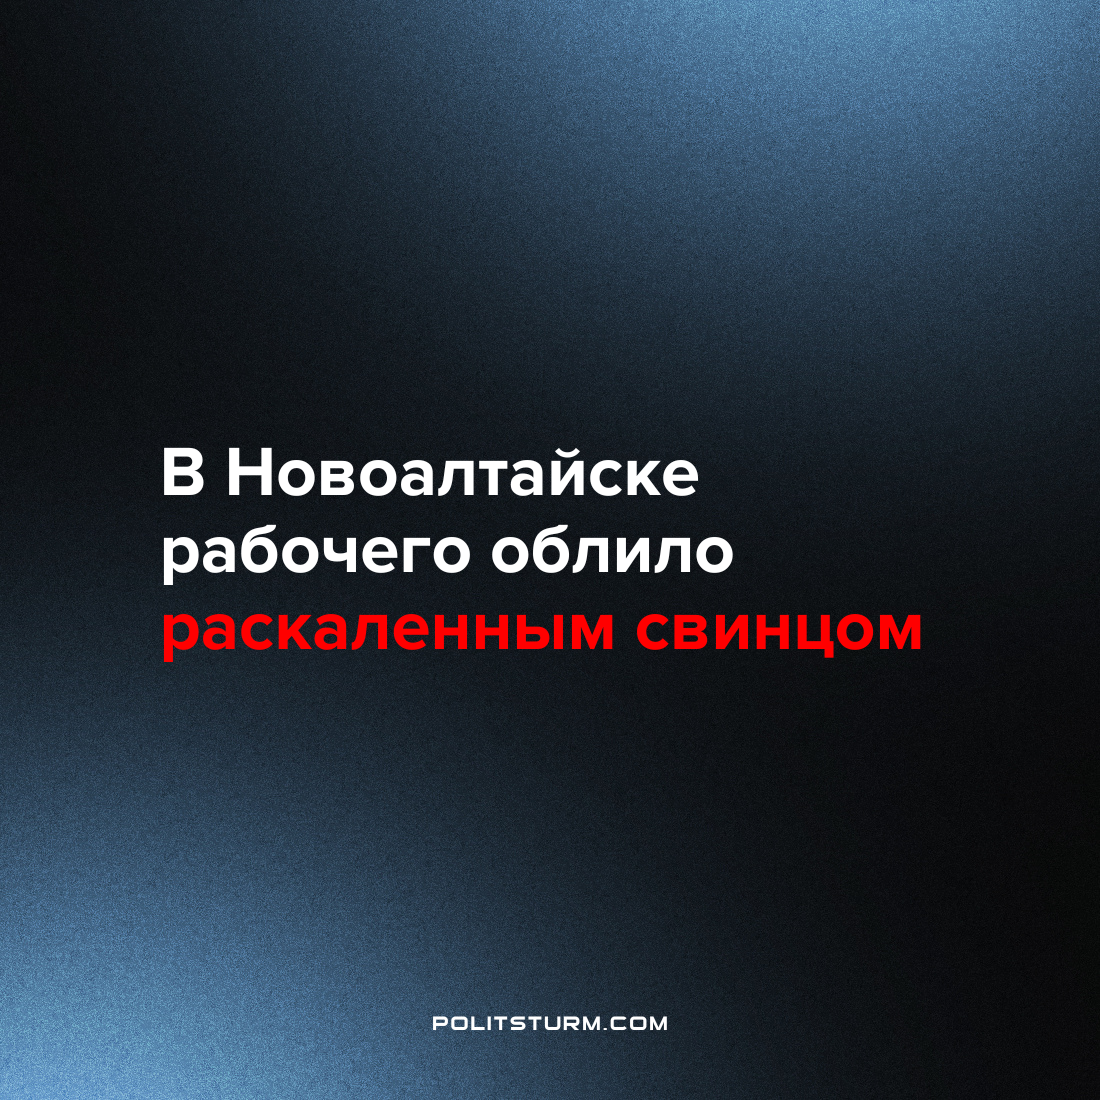 В Новоалтайске
рабочего облило
раскаленным свинцом
POLITSTURM.COM